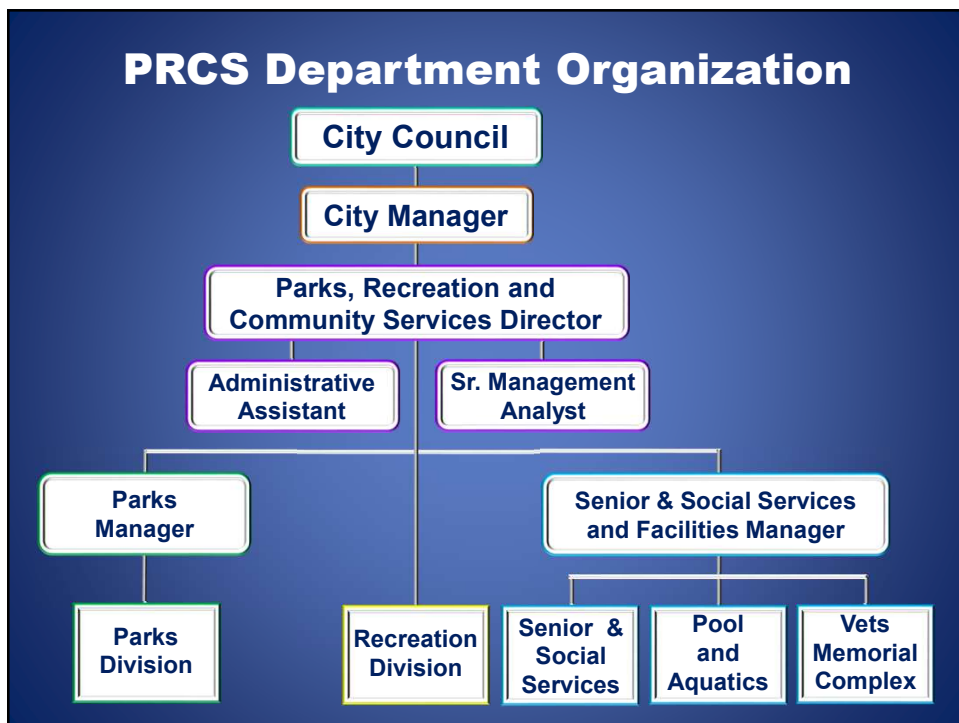 PRCS Department Organization
City Council
City Manager
Parks, Recreation and
Community Services Director
Administrative
Assistant
Sr. Management
Analyst
Parks
Manager
Senior & Social Services
and Facilities Manager
Parks
Division
Recreation
Division
Senior &
Social
Services
Pool
and
Aquatics
Vets
Memorial
Complex